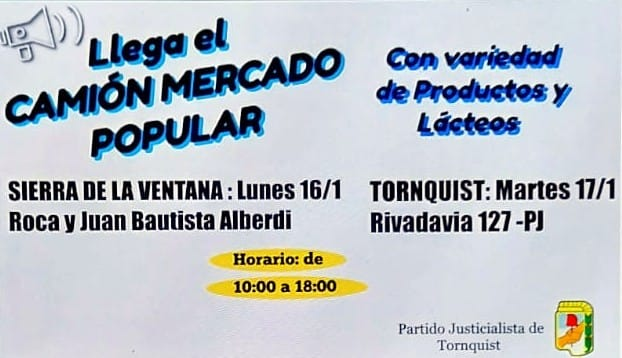 Llega el
CAMIÓN MERCADO
POPULAR
Con variedad
de Productos y
Lácteos
SIERRA DE LA VENTANA : Lunes 16/1
Roca y Juan Bautista Alberdi
TORNQUIST: Martes 17/1
Rivadavia 127 -PJ
Horario: de
10:00 a 18:00
Partido Justicialista de
Tornquist